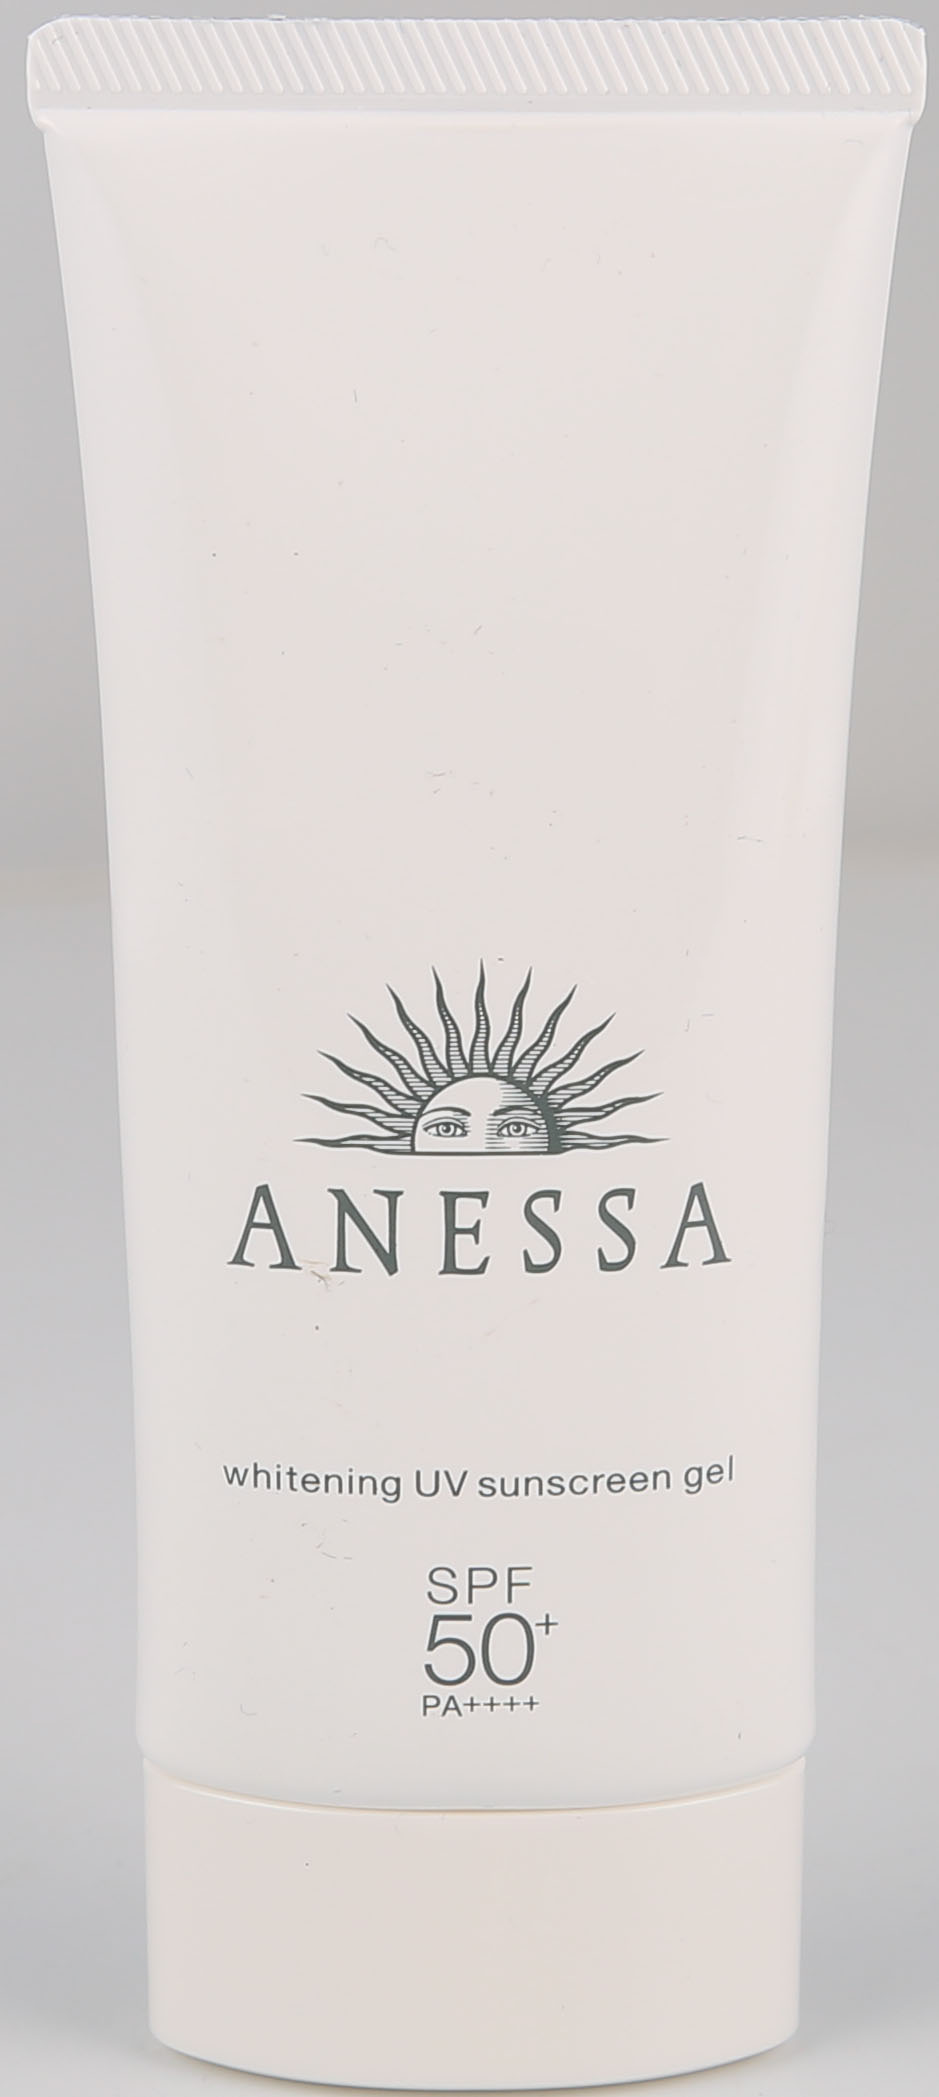 ANESSA
whitening UV sunscreen gel
SPF
50+
PA++++